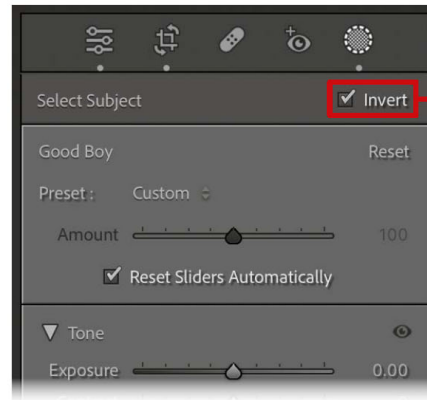 Select Subject Invert
Good Boy Reset
Preset : Custom
Amount 100
Reset Sliders Automatically
Tone
Exposure 0.00